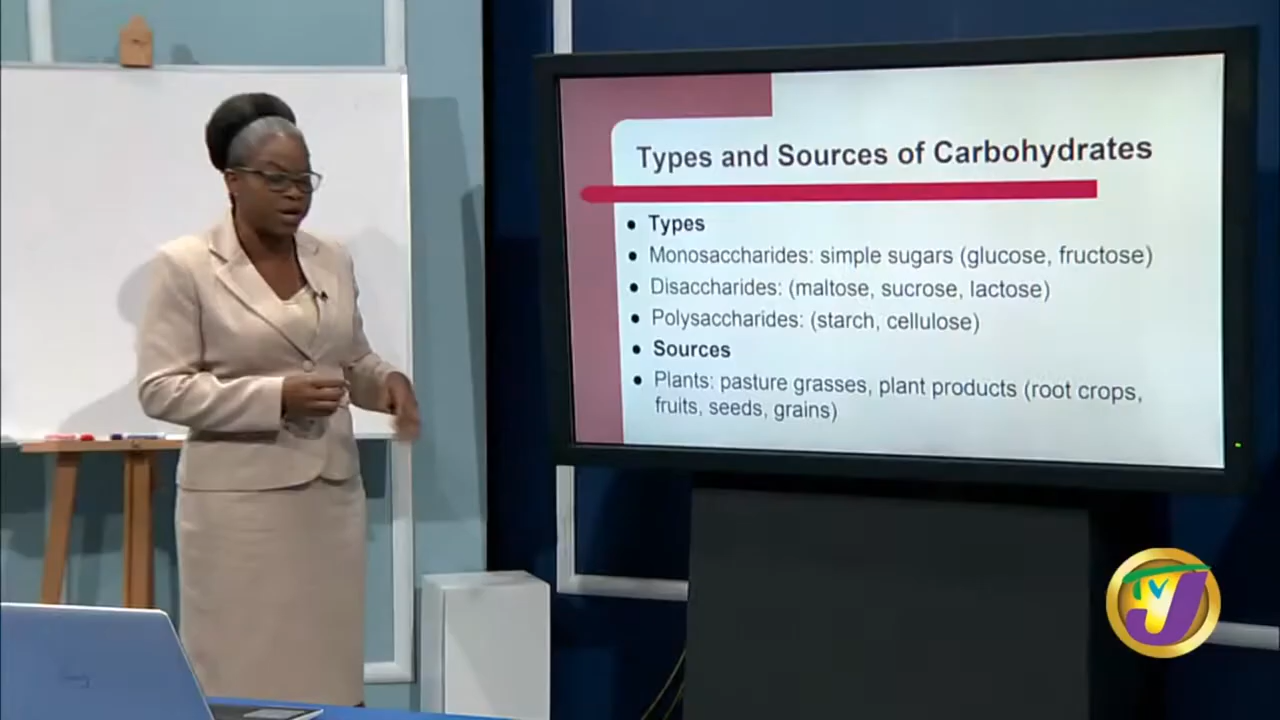 Types and Sources of Carbohydrates
• Types
• Monosaccharides: simple sugars (glucose, fructose)
• Disaccharides: (maltose, sucrose, lactose)
• Polysaccharides: (starch, cellulose)
• Sources
• Plants: pasture grasses, plant products (root crops,
fruits, seeds, grains)
TVJ